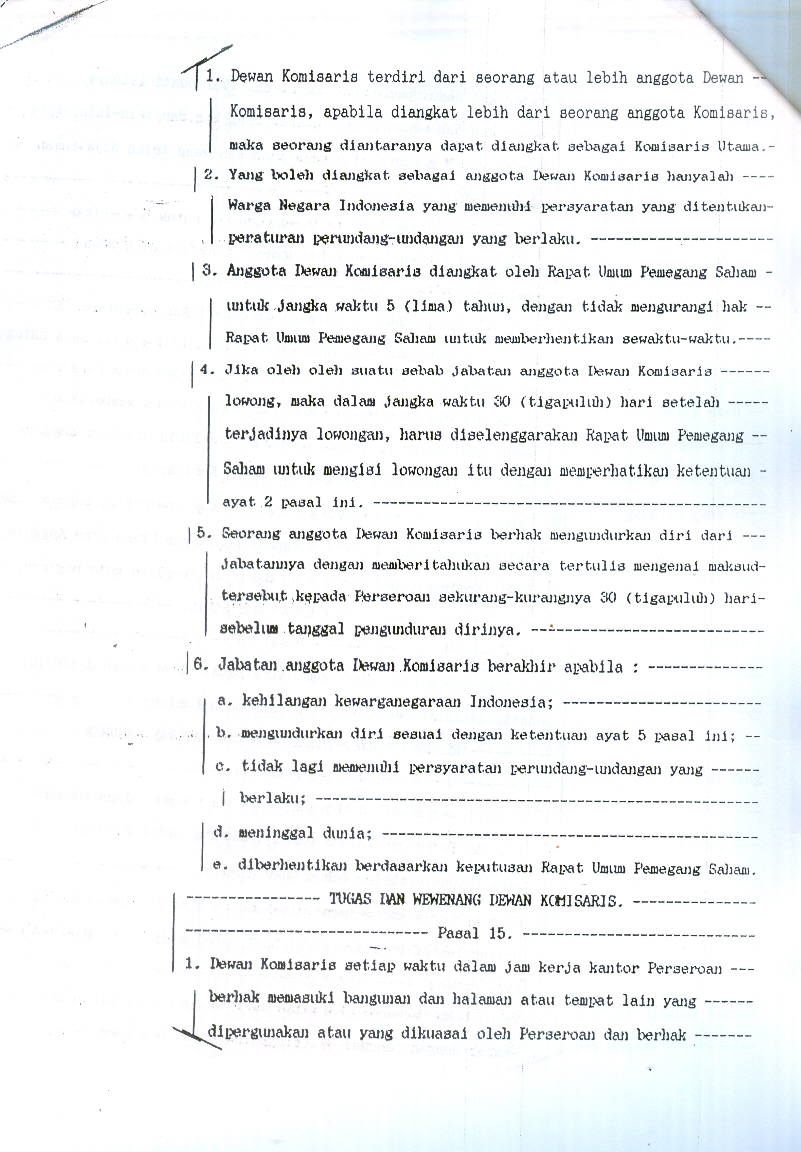 1. Dewan Komisaris terdiri dari seorang atau lebih anggota Dewan --
Komisaris, apabila diangkat lebih dari seorang anggota Komisaris,
maka seorang diantaranya dapat diangkat sebagai Komisaris Utama.-
2. Yang boleh diangkat sebagai anggota Dewan Komisaris hanyalah ----
Warga Negara Indonesia yang memenuhi persyaratan yang ditentukan-
peraturan perundang-undangan yang berlaku. ----------------------
3. Anggota Dewan Komisaris diangkat oleh Rapat Umum Pemegang Saham -
untuk jangka waktu 5 (lima) tahun, dengan tidak mengurangi hak --
Rapat Umum Pemegang Saham untuk memberhentikan sewaktu-waktu.----
4. Jika oleh oleh suatu sebab jabatan anggota Dewan Komisaris ------
lowong, maka dalam jangka waktu 30 (tigapuluh) hari setelah -----
terjadinya lowongan, harus diselenggarakan Rapat Umum Pemegang --
Saham untuk mengisi lowongan itu dengan memperhatikan ketentuan -
ayat 2 pasal ini. -----------------------------------------------
5. Seorang anggota Dewan Komisaris berhak mengundurkan diri dari ---
jabatannya dengan memberitahukan secara tertulis mengenai maksud-
tersebut kepada Perseroan sekurang-kurangnya 30 (tigapuluh) hari-
sebelum tanggal pengunduran dirinya. ----------------------------
6. Jabatan anggota Dewan Komisaris berakhir apabila : --------------
a. kehilangan kewarganegaraan Indonesia; ------------------------
b. mengundurkan diri sesuai dengan ketentuan ayat 5 pasal ini; --
c. tidak lagi memenuhi persyaratan perundang-undangan yang ------
berlaku; -----------------------------------------------------
d. meninggal dunia; ---------------------------------------------
e. diberhentikan berdasarkan keputusan Rapat Umum Pemegang Saham.
---------------- TUGAS DAN WEWENANG DEWAN KOMISARIS. ---------------
----------------------------- Pasal 15. ----------------------------
1. Dewan Komisaris setiap waktu dalam jam kerja kantor Perseroan ---
berhak memasuki bangunan dan halaman atau tempat lain yang ------
dipergunakan atau yang dikuasai oleh Perseroan dan berhak -------